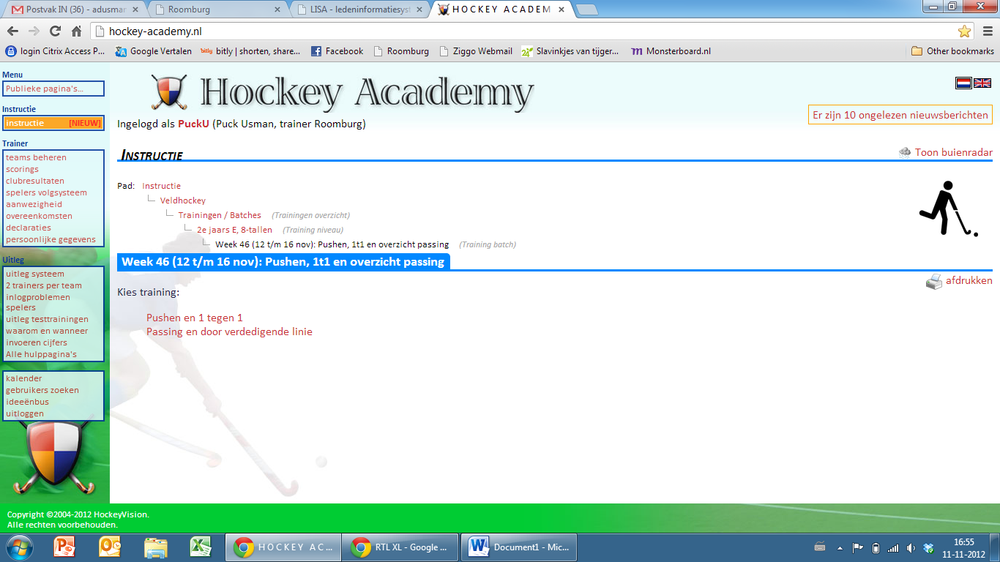 Postvak IN (36) - adusmar
Roomburg
LISA - ledeninformatiesyst
H O C K E Y   A C A D E M
hockey-academy.nl
login Citrix Access P...
Google Vertalen
bitly | shorten, share...
Facebook
Roomburg
Ziggo Webmail
Slavinkjes van tijger...
Monsterboard.nl
Other bookmarks
Menu
Publieke pagina's...
Instructie
instructie [NIEUW]
Trainer
teams beheren
scorings
clubresultaten
spelers volgsysteem
aanwezigheid
overeenkomsten
declaraties
persoonlijke gegevens
Uitleg
uitleg systeem
2 trainers per team
inlogproblemen
spelers
uitleg testtrainingen
waarom en wanneer
invoeren cijfers
Alle hulppagina's
kalender
gebruikers zoeken
ideeënbus
uitloggen
Hockey Academy
Ingelogd als PuckU (Puck Usman, trainer Roomburg)
Er zijn 10 ongelezen nieuwsberichten
Instructie
Toon buienradar
Pad: Instructie
Veldhockey
Trainingen / Batches (Trainingen overzicht)
2e jaars E, 8-tallen (Training niveau)
Week 46 (12 t/m 16 nov): Pushen, 1t1 en overzicht passing (Training batch)
Week 46 (12 t/m 16 nov): Pushen, 1t1 en overzicht passing
afdrukken
Kies training:
Pushen en 1 tegen 1
Passing en door verdedigende linie
Copyright ©2004-2012 HockeyVision.
Alle rechten voorbehouden.
H O C K E Y   A C ...
RTL XL - Google ...
Document1 - Mic...
16:55
11-11-2012